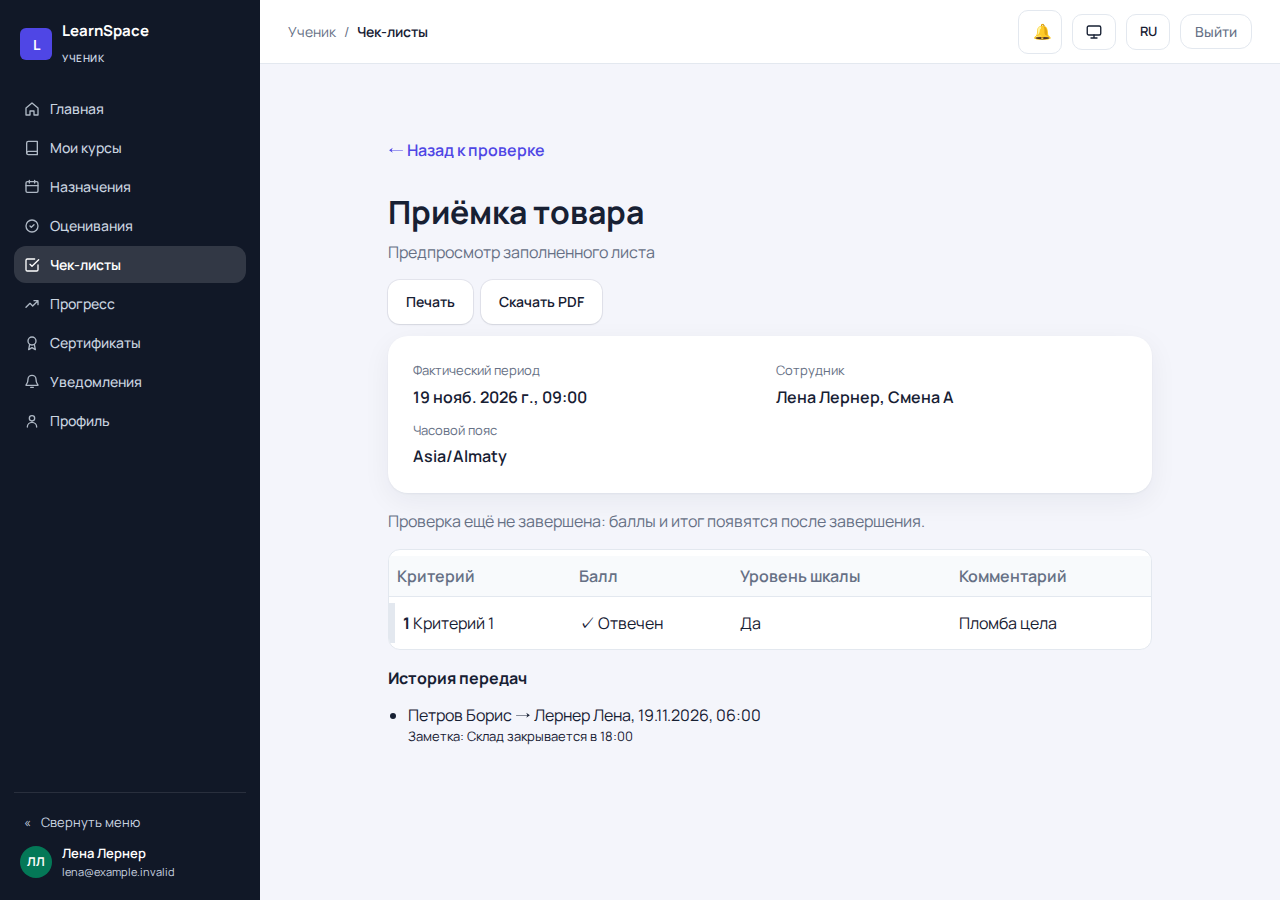 L
LearnSpace
УЧЕНИК
Главная
Мои курсы
Назначения
Оценивания
Чек-листы
Прогресс
Сертификаты
Уведомления
Профиль
« Свернуть меню
ЛЛ
Лена Лернер
lena@example.invalid
Ученик / Чек-листы
RU
Выйти
← Назад к проверке
Приёмка товара
Предпросмотр заполненного листа
Печать
Скачать PDF
Фактический период
19 нояб. 2026 г., 09:00
Сотрудник
Лена Лернер, Смена А
Часовой пояс
Asia/Almaty
Проверка ещё не завершена: баллы и итог появятся после завершения.
Критерий Балл Уровень шкалы Комментарий
1 Критерий 1 ✓ Отвечен Да Пломба цела
История передач
• Петров Борис → Лернер Лена, 19.11.2026, 06:00
Заметка: Склад закрывается в 18:00